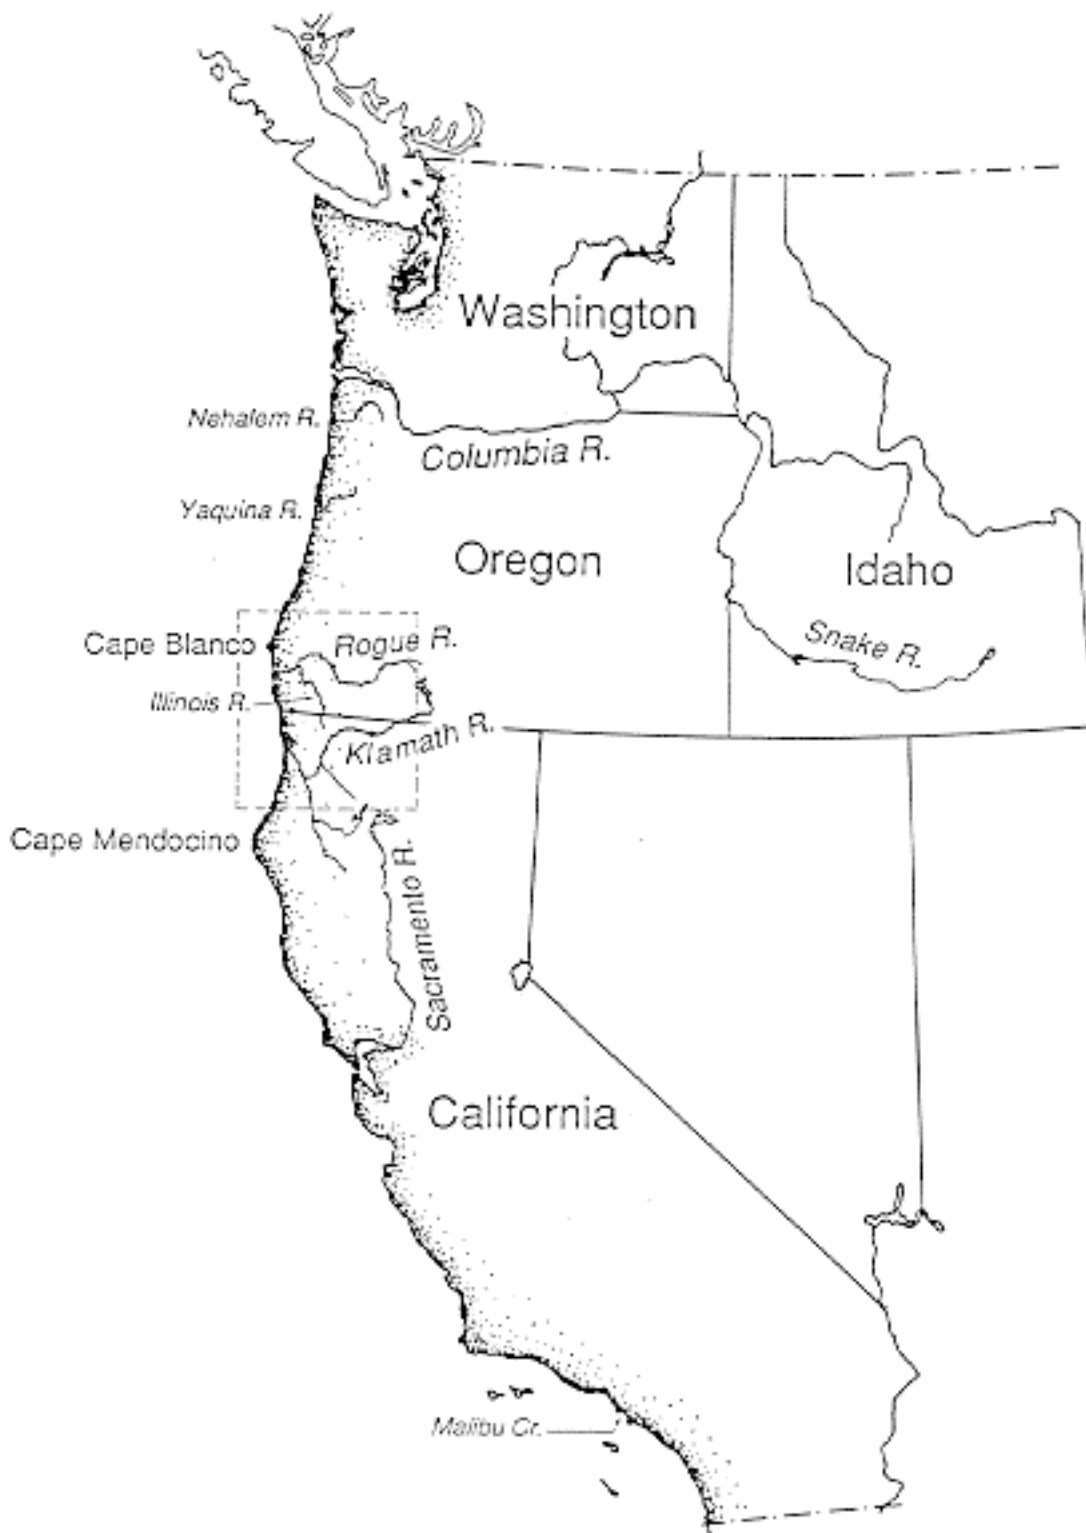 Washington
Nehalem R.
Columbia R.
Yaquina R.
Oregon
Idaho
Cape Blanco
Rogue R.
Snake R.
Illinois R.
Klamath R.
Cape Mendocino
Sacramento R.
California
Malibu Cr.